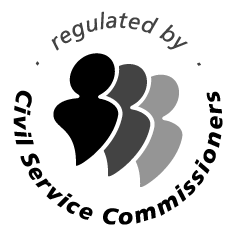 · regulated by ·
Civil Service Commissioners